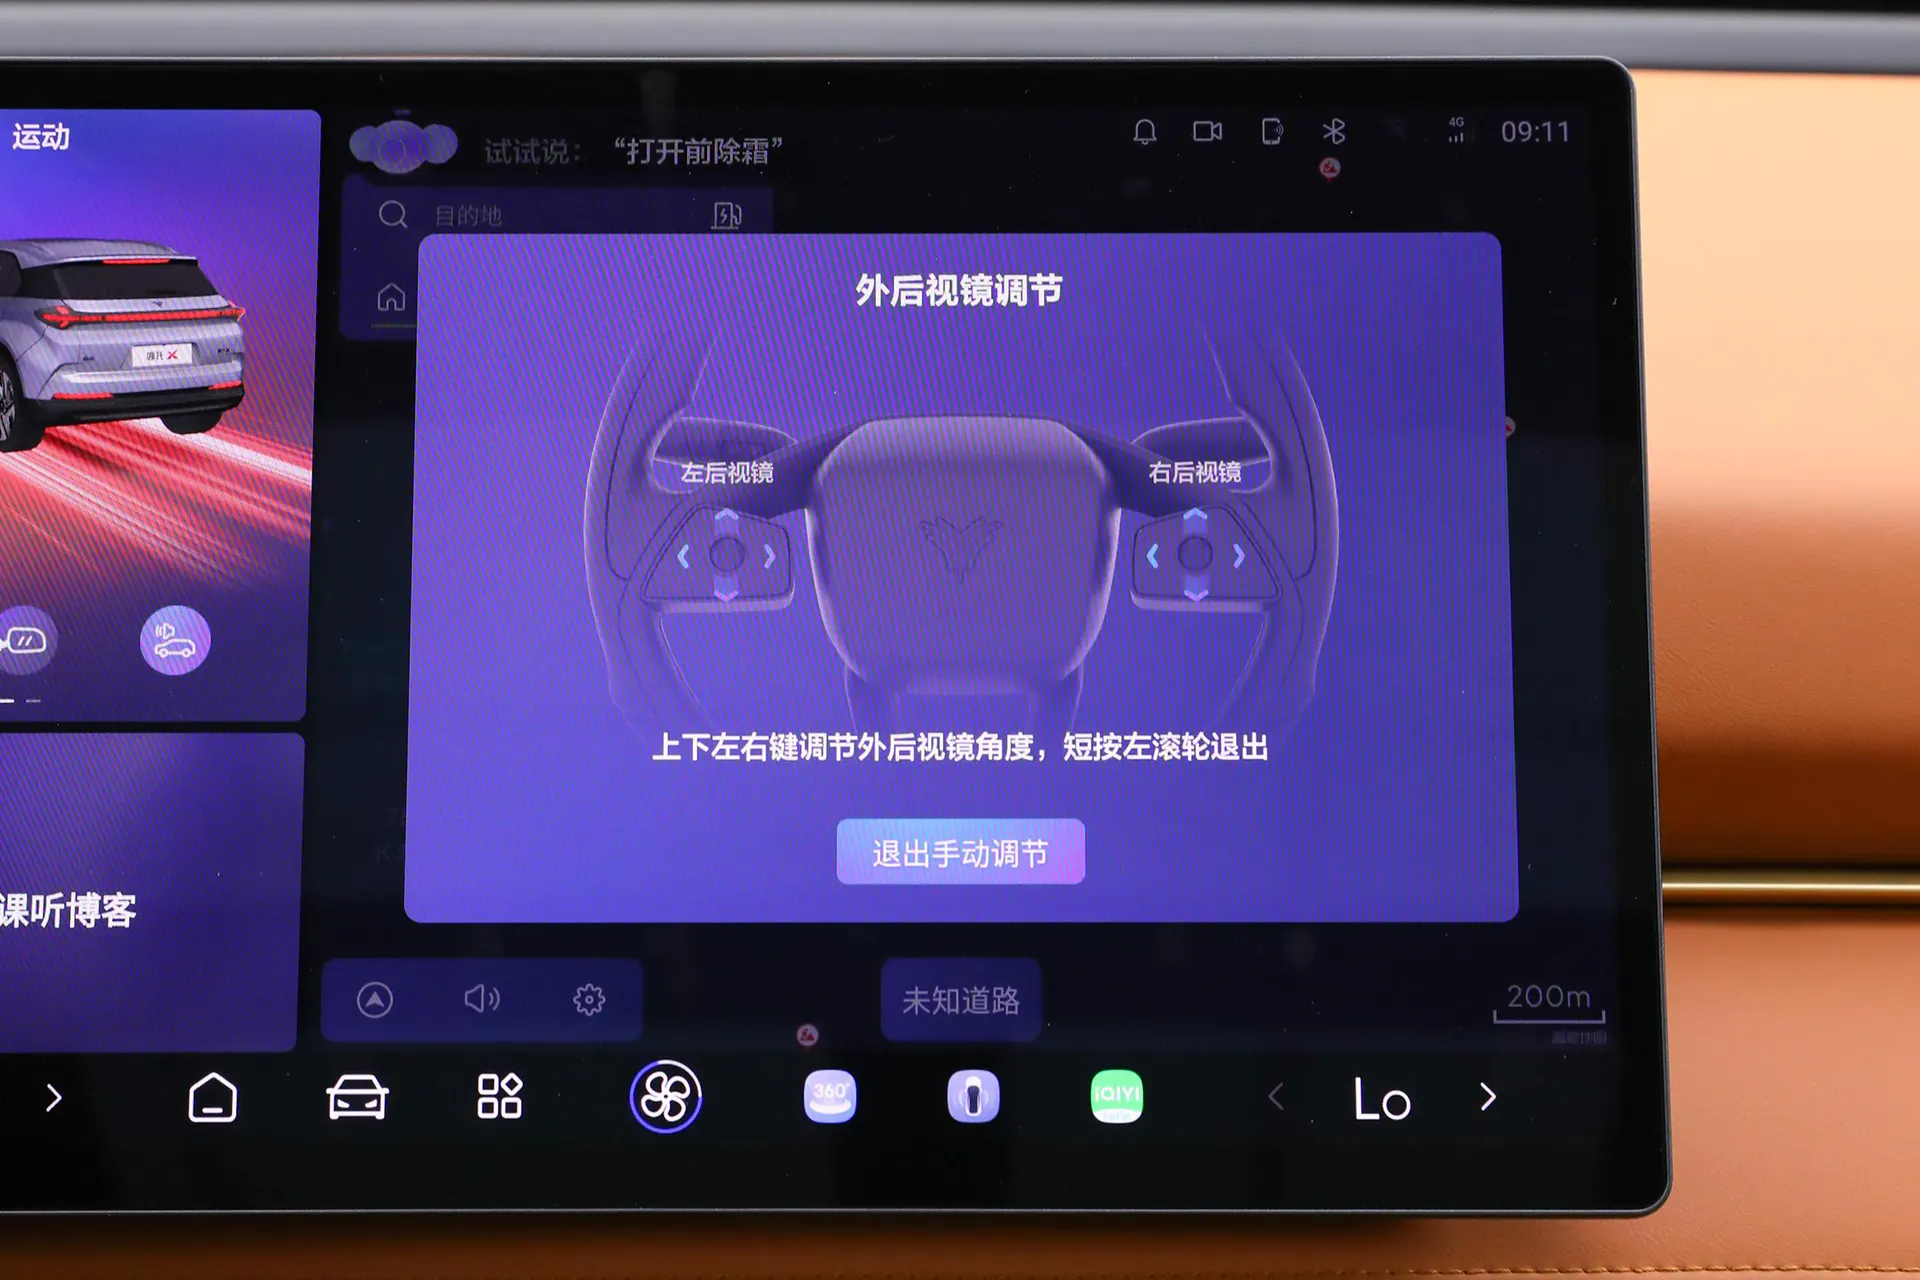 运动
试试说： “打开前除霜”
4G
09:11
目的地
外后视镜调节
左后视镜
右后视镜
上下左右键调节外后视镜角度，短按左滚轮退出
退出手动调节
课听博客
未知道路
200m
360°
iQIYI
Lo